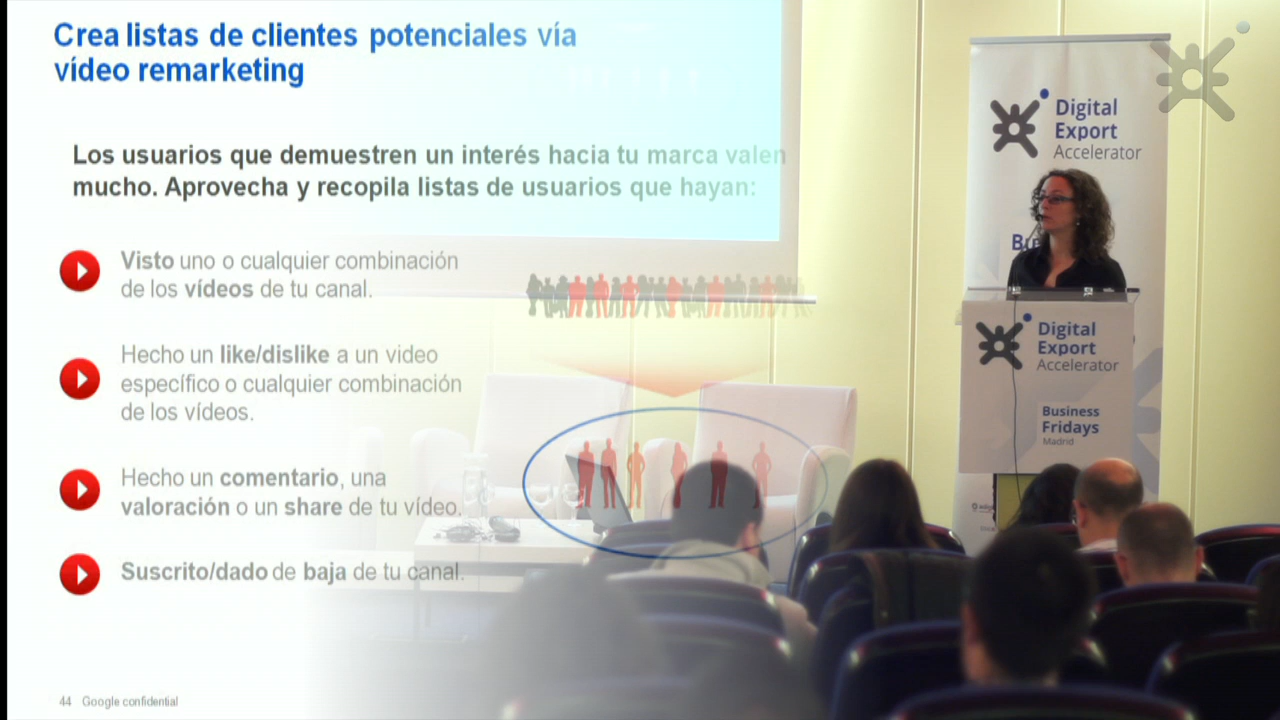 Crea listas de clientes potenciales vía
vídeo remarketing
Los usuarios que demuestren un interés hacia tu marca valen
mucho. Aprovecha y recopila listas de usuarios que hayan:
Visto uno o cualquier combinación
de los vídeos de tu canal.
Hecho un like/dislike a un video
específico o cualquier combinación
de los vídeos.
Hecho un comentario, una
valoración o un share de tu vídeo.
Suscrito/dado de baja de tu canal.
44 Google confidential
Digital
Export
Accelerator
Digital
Export
Accelerator
Business
Fridays
Madrid